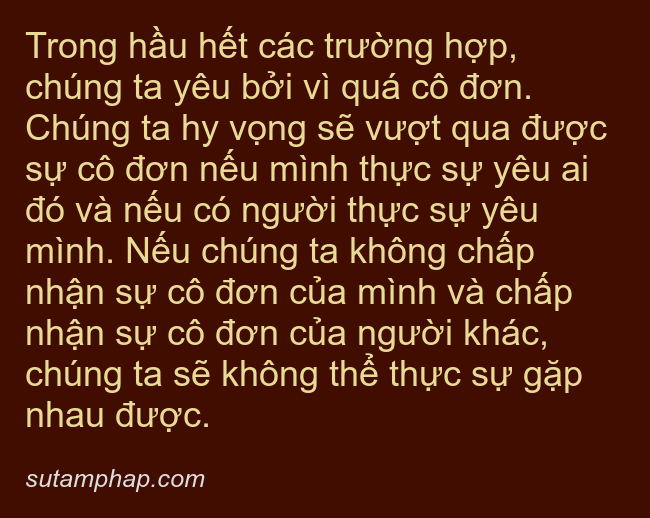 Trong hầu hết các trường hợp,
chúng ta yêu bởi vì quá cô đơn.
Chúng ta hy vọng sẽ vượt qua được
sự cô đơn nếu mình thực sự yêu ai
đó và nếu có người thực sự yêu
mình. Nếu chúng ta không chấp
nhận sự cô đơn của mình và chấp
nhận sự cô đơn của người khác,
chúng ta sẽ không thể thực sự gặp
nhau được.
sutamphap.com